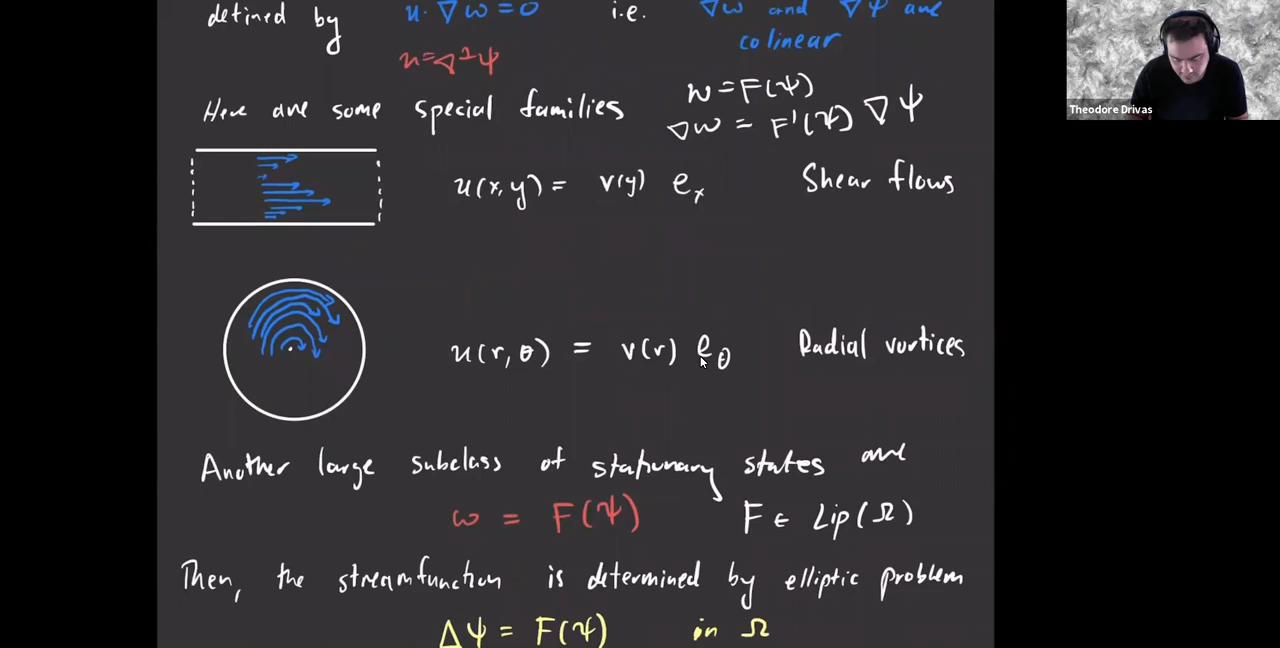 defined by u · ∇ω = 0 i.e. ∇ω and ∇ψ are
colinear
u = ∇⊥ψ
Here are some special families
ω = F(ψ)
∇ω = F'(ψ) ∇ψ
u(x,y) = v(y) e_x Shear flows
u(r,θ) = v(r) e_θ Radial vortices
Another large subclass of stationary states are
ω = F(ψ) F ∈ Lip(Ω)
Then, the streamfunction is determined by elliptic problem
Δψ = F(ψ) in Ω
Theodore Drivas